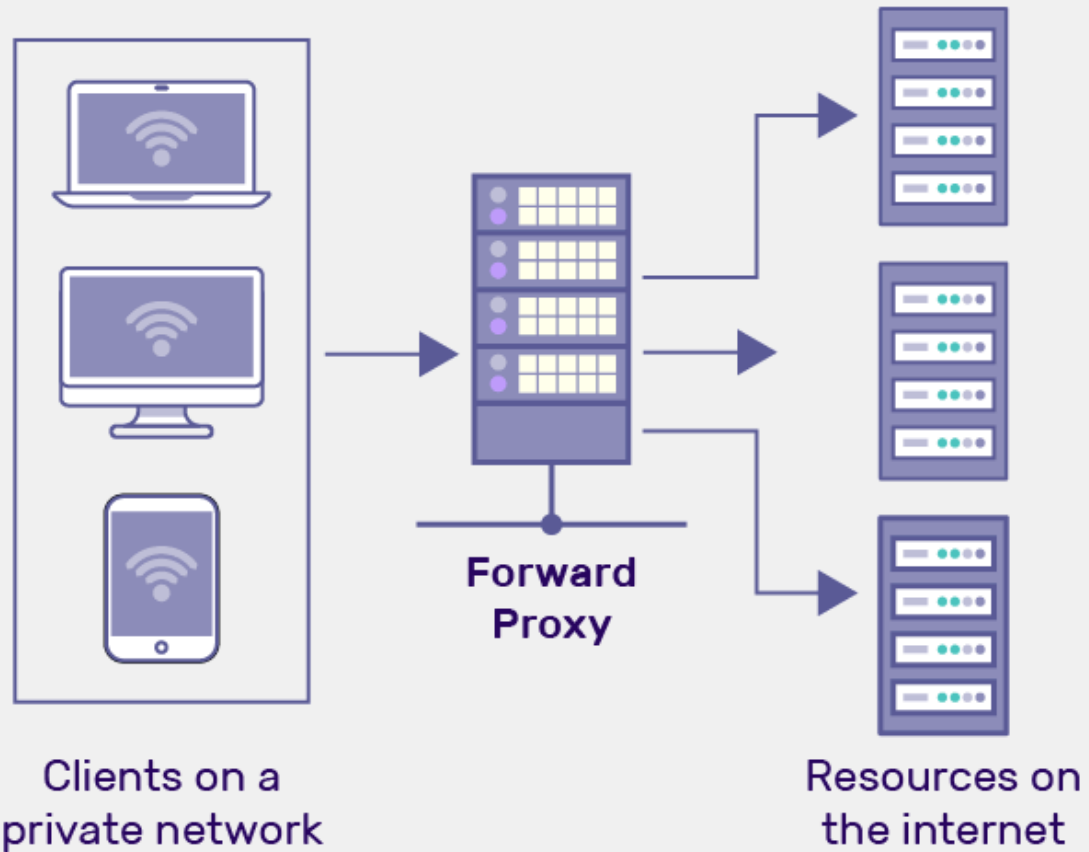 Forward
Proxy
Clients on a
private network
Resources on
the internet